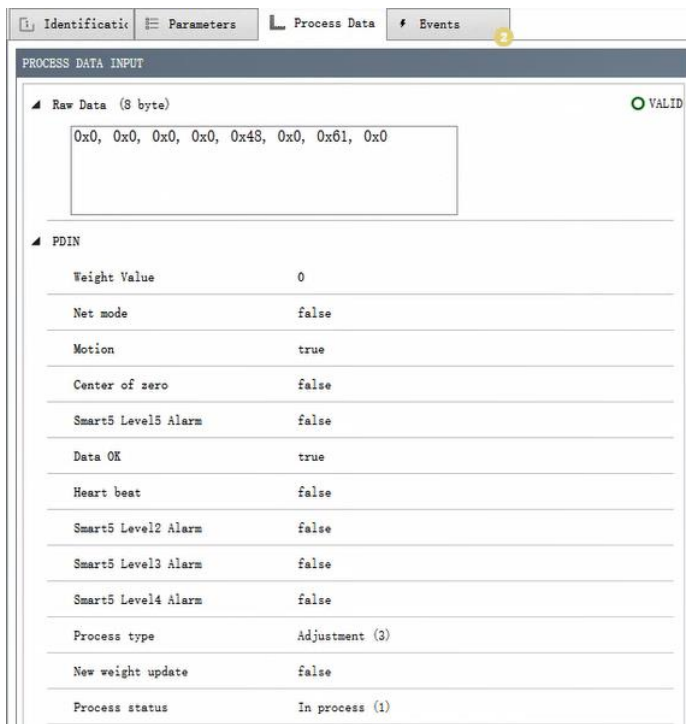 Identificatic Parameters Process Data Events
2
PROCESS DATA INPUT
Raw Data (8 byte) VALID
0x0, 0x0, 0x0, 0x0, 0x48, 0x0, 0x61, 0x0
PDIN
Weight Value 0
Net mode false
Motion true
Center of zero false
Smart5 Level5 Alarm false
Data OK true
Heart beat false
Smart5 Level2 Alarm false
Smart5 Level3 Alarm false
Smart5 Level4 Alarm false
Process type Adjustment (3)
New weight update false
Process status In process (1)